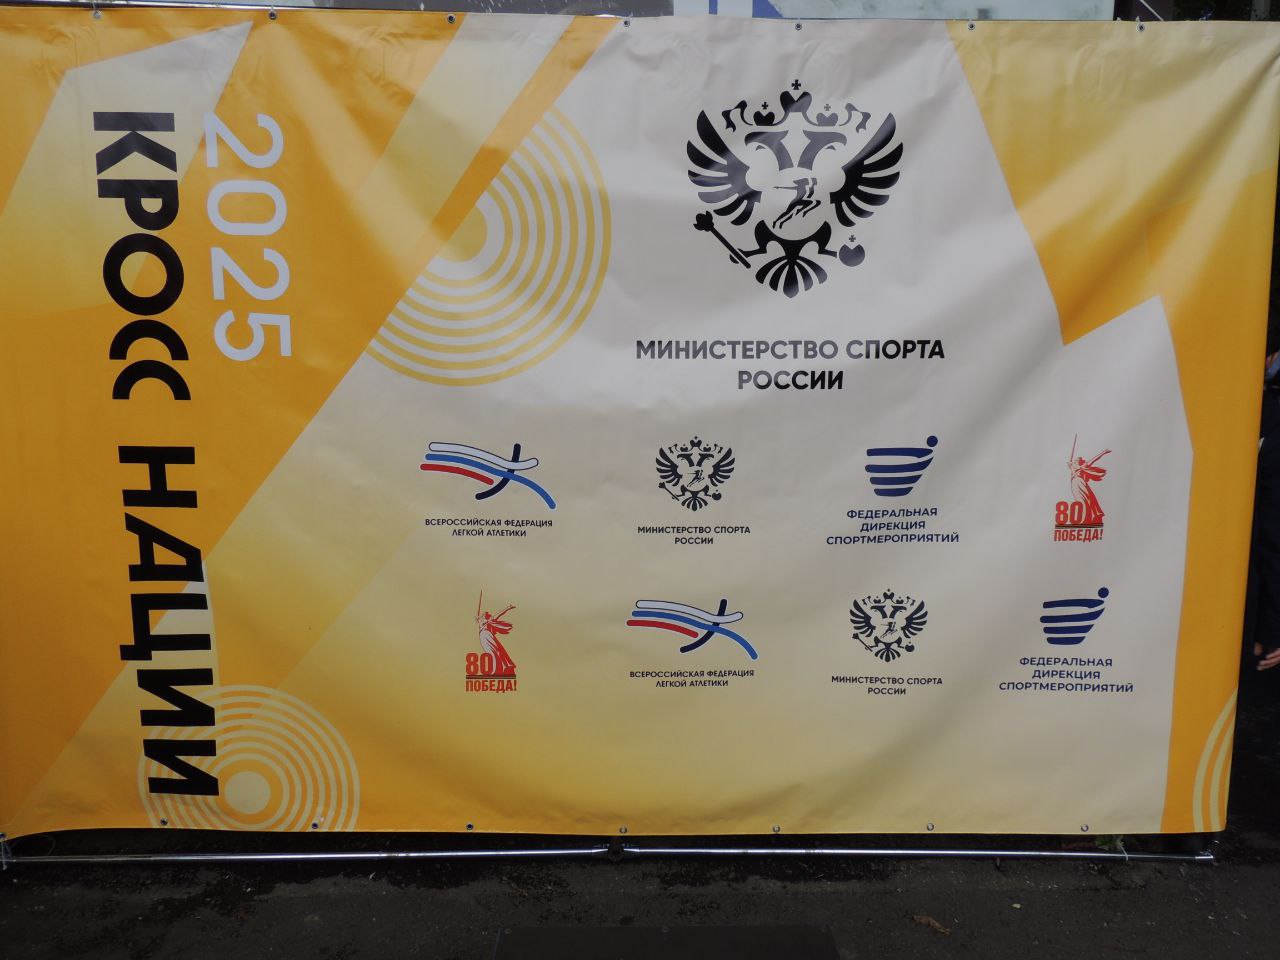 КРОСС НАЦИИ
2025
МИНИСТЕРСТВО СПОРТА
РОССИИ
ВСЕРОССИЙСКАЯ ФЕДЕРАЦИЯ
ЛЕГКОЙ АТЛЕТИКИ
МИНИСТЕРСТВО СПОРТА
РОССИИ
ФЕДЕРАЛЬНАЯ
ДИРЕКЦИЯ
СПОРТМЕРОПРИЯТИЙ
80
ПОБЕДА!
80
ПОБЕДА!
ВСЕРОССИЙСКАЯ ФЕДЕРАЦИЯ
ЛЕГКОЙ АТЛЕТИКИ
МИНИСТЕРСТВО СПОРТА
РОССИИ
ФЕДЕРАЛЬНАЯ
ДИРЕКЦИЯ
СПОРТМЕРОПРИЯТИЙ